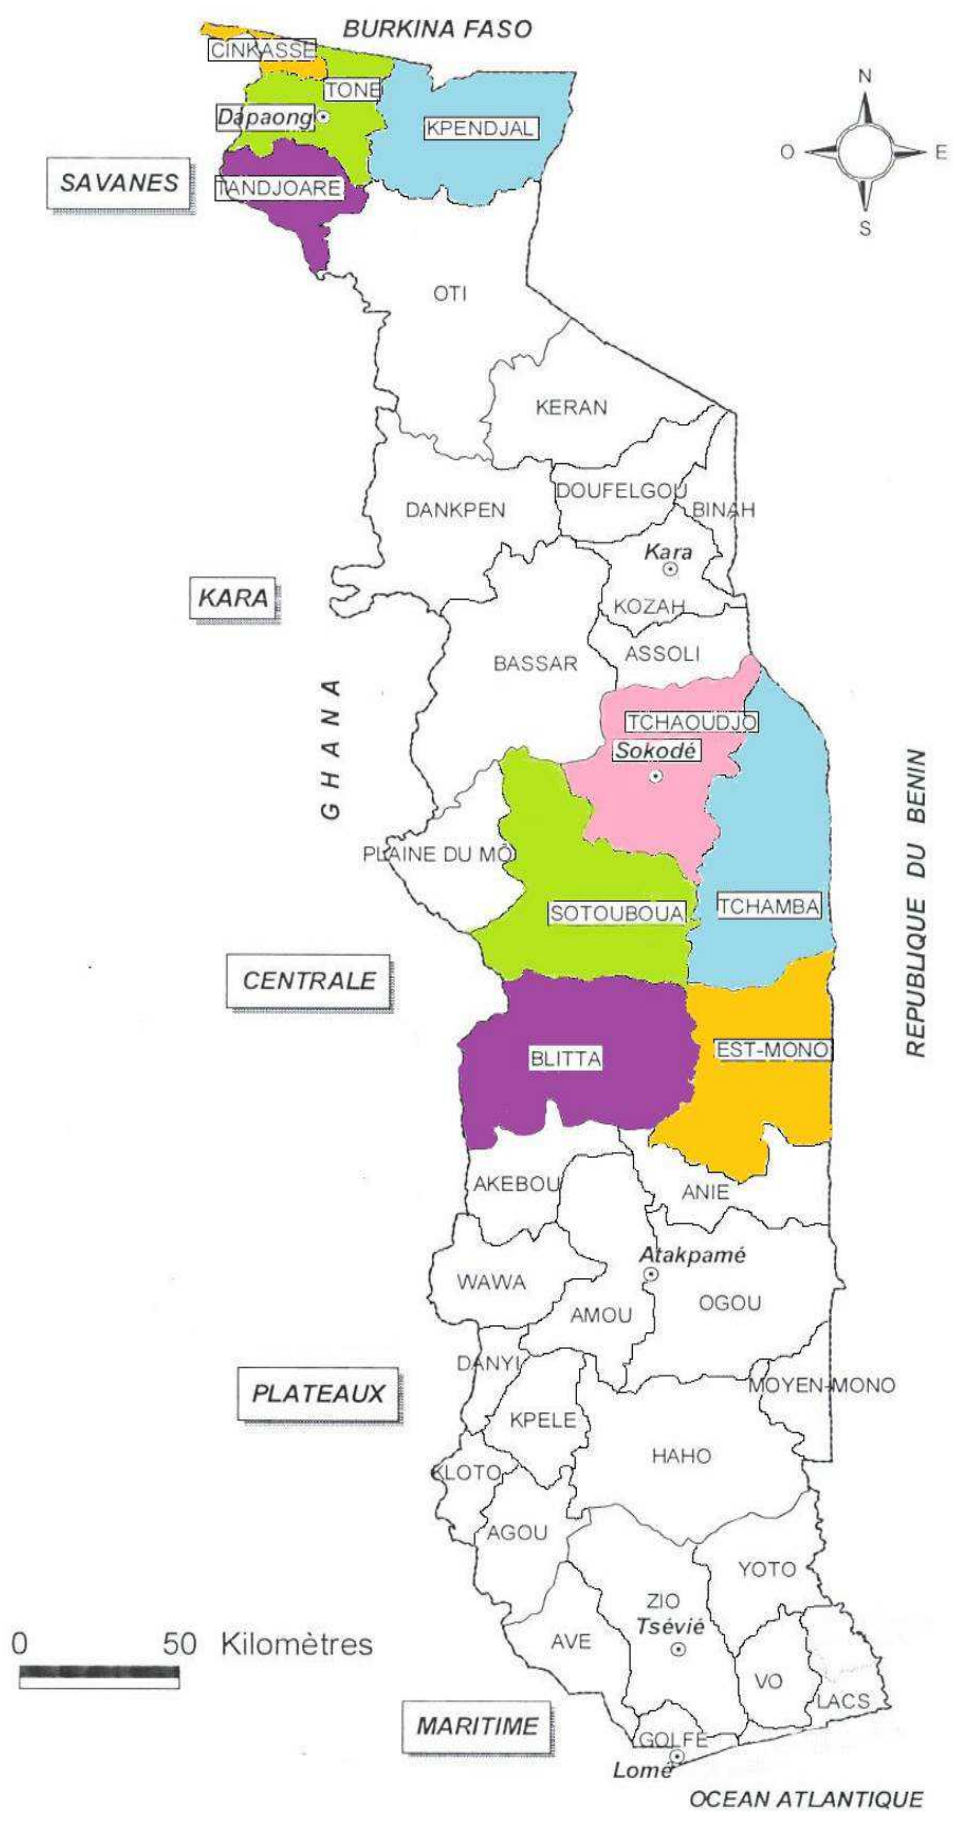 BURKINA FASO
CINKASSE
TONE
Dapaong
KPENDJAL
N
O
E
S
SAVANES
TANDJOARE
OTI
KERAN
DOUFELGOU
DANKPEN
BINAH
Kara
KARA
KOZAH
ASSOLI
BASSAR
TCHAOUDJO
Sokodé
GHANA
REPUBLIQUE DU BENIN
PLAINE DU MÔ
SOTOUBOUA
TCHAMBA
CENTRALE
BLITTA
EST-MONO
AKEBOU
ANIE
Atakpamé
WAWA
OGOU
AMOU
DANYI
PLATEAUX
MOYEN-MONO
KPELE
HAHO
KLOTO
AGOU
YOTO
ZIO
Tsévié
AVE
0 50 Kilomètres
VO
LACS
MARITIME
GOLFE
Lomé
OCEAN ATLANTIQUE